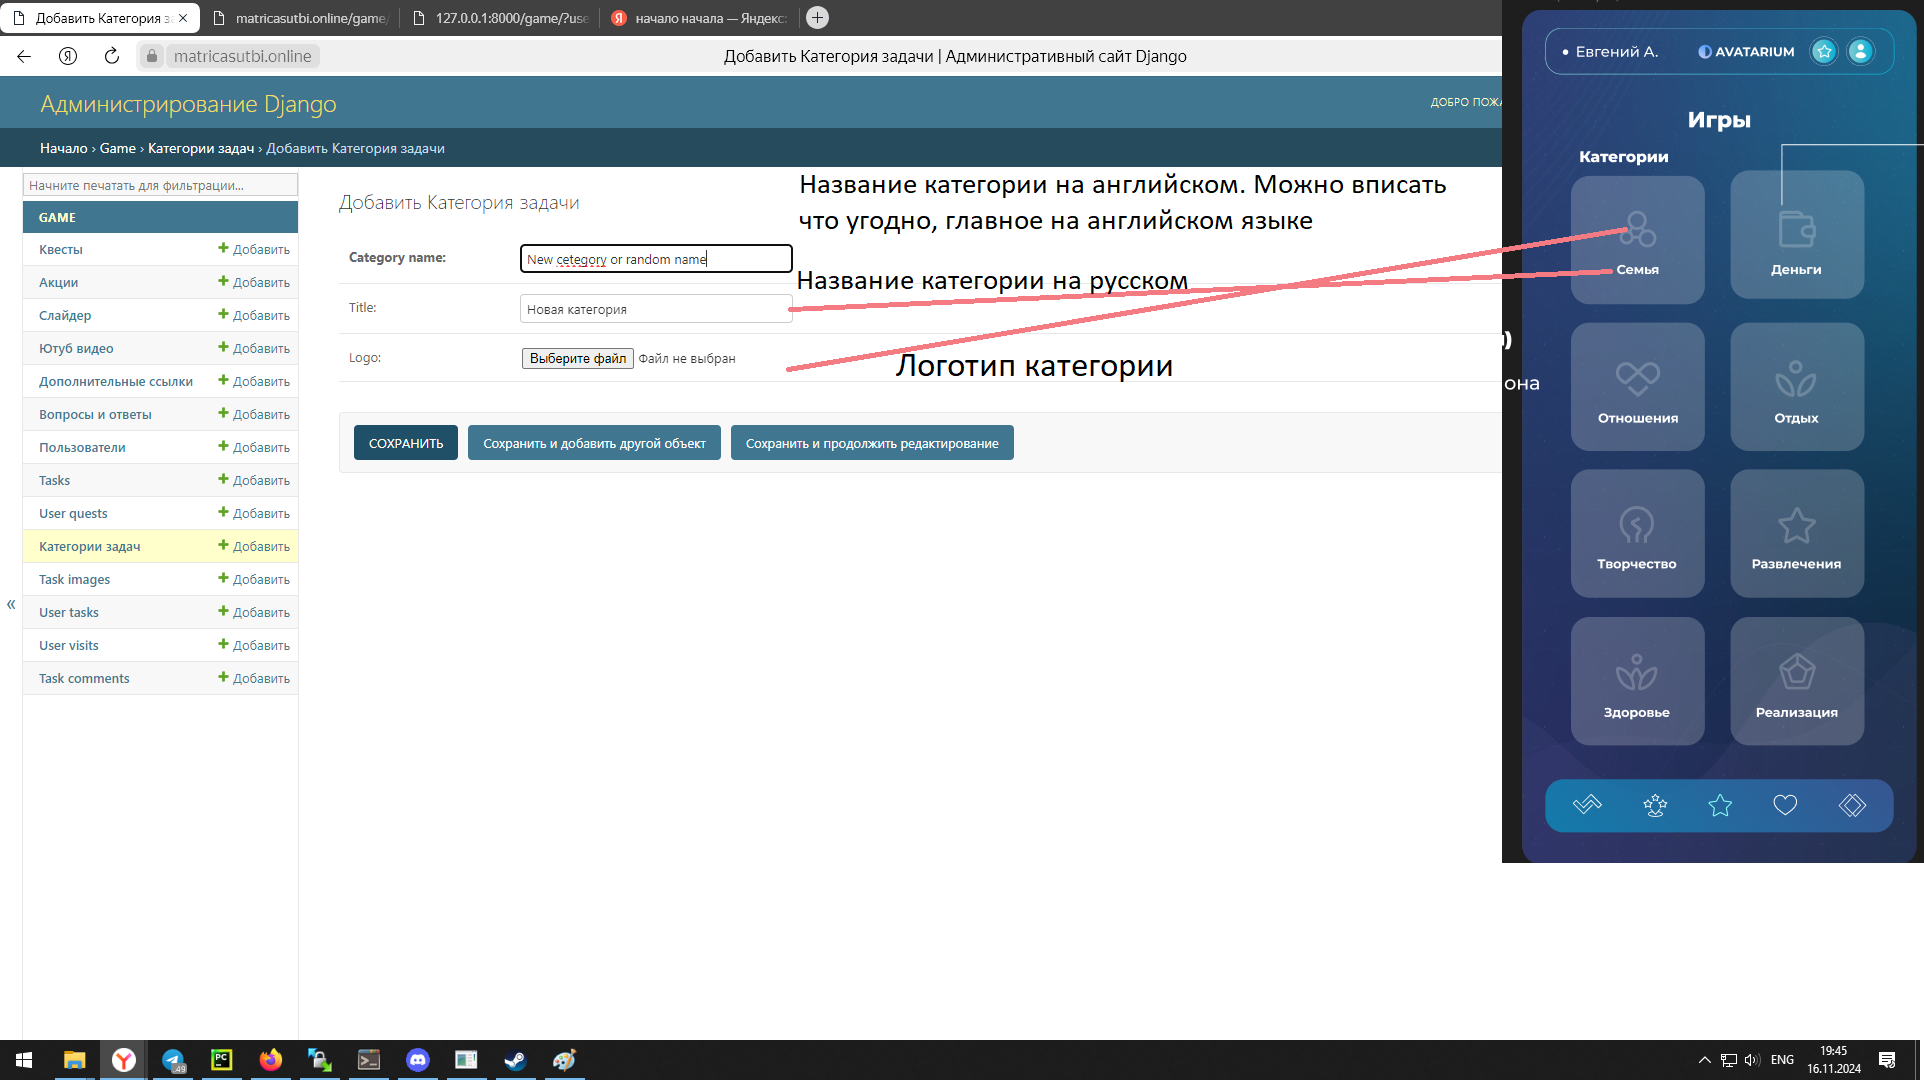 Добавить Категория за
matricasutbi.online/game/
127.0.0.1:8000/game/?use
начало начала — Яндекс:
matricasutbi.online
Добавить Категория задачи | Административный сайт Django
Администрирование Django
ДОБРО ПОЖА
Начало › Game › Категории задач › Добавить Категория задачи
Начните печатать для фильтрации...
GAME
Квесты
Добавить
Акции
Добавить
Слайдер
Добавить
Ютуб видео
Добавить
Дополнительные ссылки
Добавить
Вопросы и ответы
Добавить
Пользователи
Добавить
Tasks
Добавить
User quests
Добавить
Категории задач
Добавить
Task images
Добавить
User tasks
Добавить
User visits
Добавить
Task comments
Добавить
«
Добавить Категория задачи
Название категории на английском. Можно вписать
что угодно, главное на английском языке
Category name:
New cetegory or random name
Название категории на русском
Title:
Новая категория
Logo:
Выберите файл
Файл не выбран
Логотип категории
СОХРАНИТЬ
Сохранить и добавить другой объект
Сохранить и продолжить редактирование
Евгений А.
AVATARIUM
Игры
Категории
Семья
Деньги
)
она
Отношения
Отдых
Творчество
Развлечения
Здоровье
Реализация
.49
PC
ENG
19:45
16.11.2024